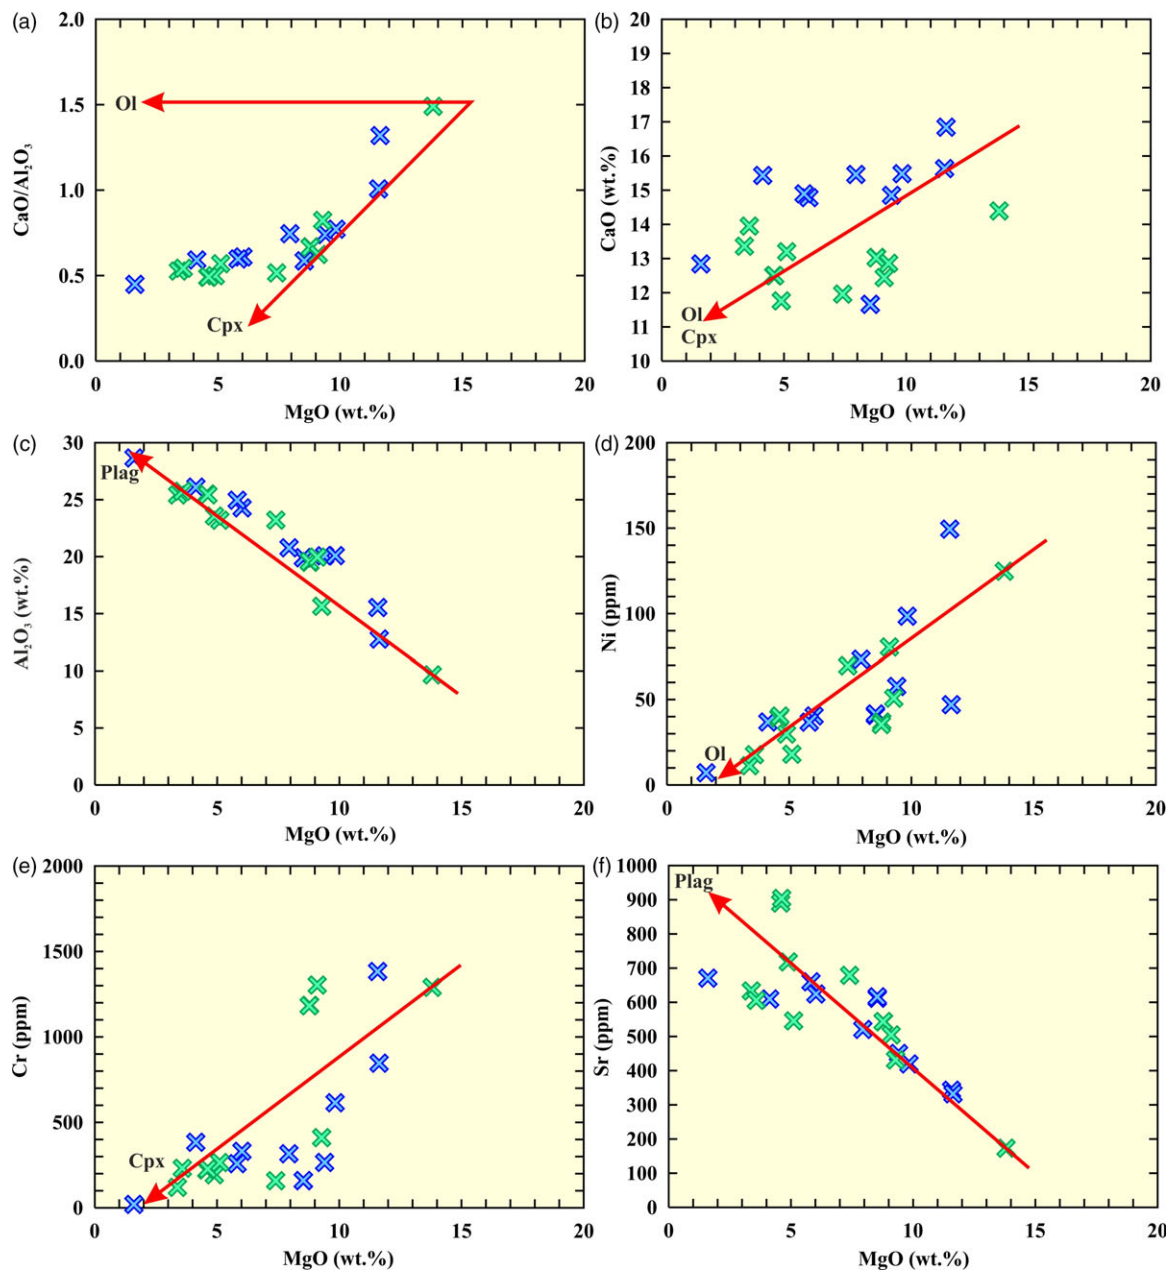 (a)
2.0
1.5
1.0
0.5
0.0
CaO/Al₂O₃
Ol
Cpx
0 5 10 15 20
MgO (wt.%)
(b)
20
19
18
17
16
15
14
13
12
11
10
CaO (wt.%)
Ol
Cpx
0 5 10 15 20
MgO (wt.%)
(c)
30
25
20
15
10
5
0
Al₂O₃ (wt.%)
Plag
0 5 10 15 20
MgO (wt.%)
(d)
200
150
100
50
0
Ni (ppm)
Ol
0 5 10 15 20
MgO (wt.%)
(e)
2000
1500
1000
500
0
Cr (ppm)
Cpx
0 5 10 15 20
MgO (wt.%)
(f)
1000
900
800
700
600
500
400
300
200
100
0
Sr (ppm)
Plag
0 5 10 15 20
MgO (wt.%)